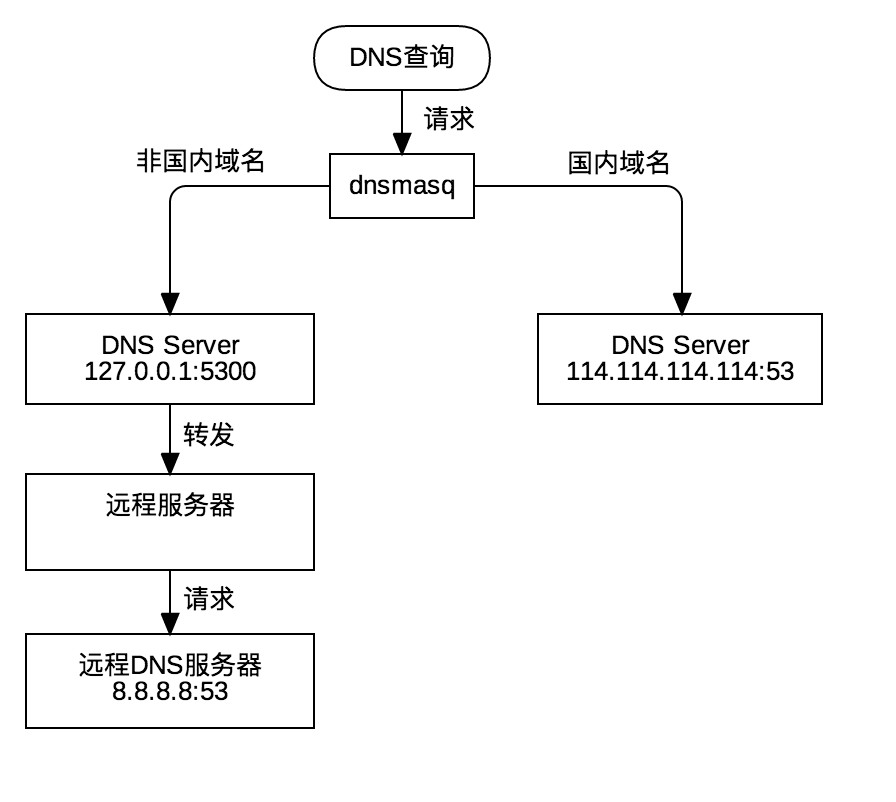 DNS查询
请求
非国内域名
国内域名
dnsmasq
DNS Server
127.0.0.1:5300
DNS Server
114.114.114.114:53
转发
远程服务器
请求
远程DNS服务器
8.8.8.8:53